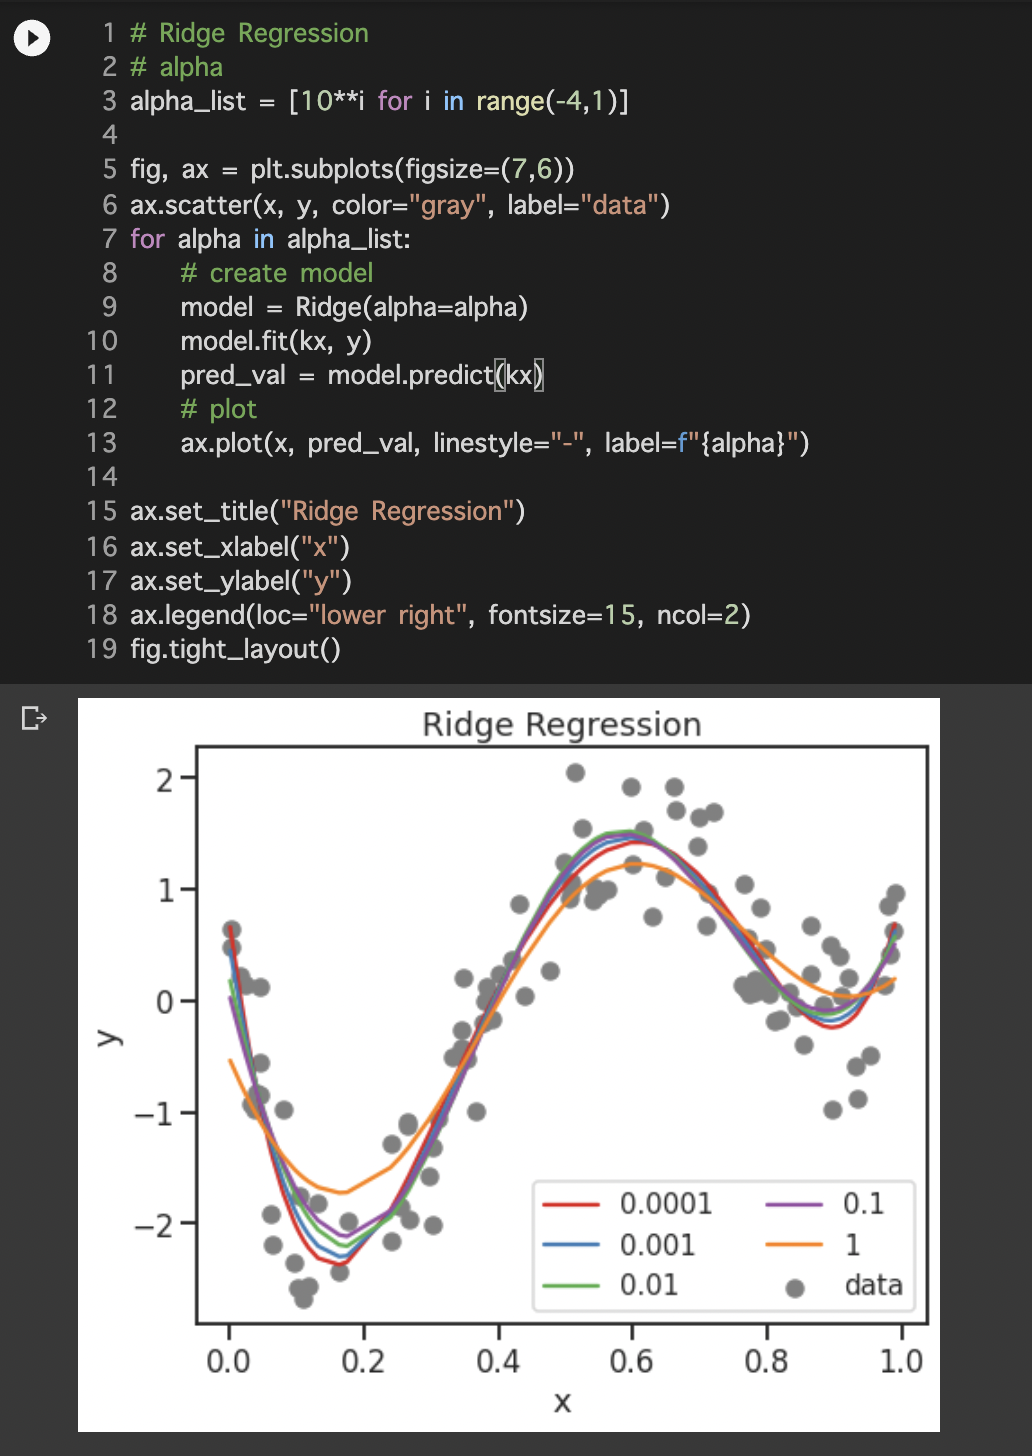 1 # Ridge Regression
2 # alpha
3 alpha_list = [10**i for i in range(-4,1)]
4
5 fig, ax = plt.subplots(figsize=(7,6))
6 ax.scatter(x, y, color="gray", label="data")
7 for alpha in alpha_list:
8     # create model
9     model = Ridge(alpha=alpha)
10     model.fit(kx, y)
11     pred_val = model.predict(kx)
12     # plot
13     ax.plot(x, pred_val, linestyle="-", label=f"{alpha}")
14
15 ax.set_title("Ridge Regression")
16 ax.set_xlabel("x")
17 ax.set_ylabel("y")
18 ax.legend(loc="lower right", fontsize=15, ncol=2)
19 fig.tight_layout()
Ridge Regression
2
1
0
−1
−2
y
0.0001 0.1
0.001 1
0.01 data
0.0 0.2 0.4 0.6 0.8 1.0
x